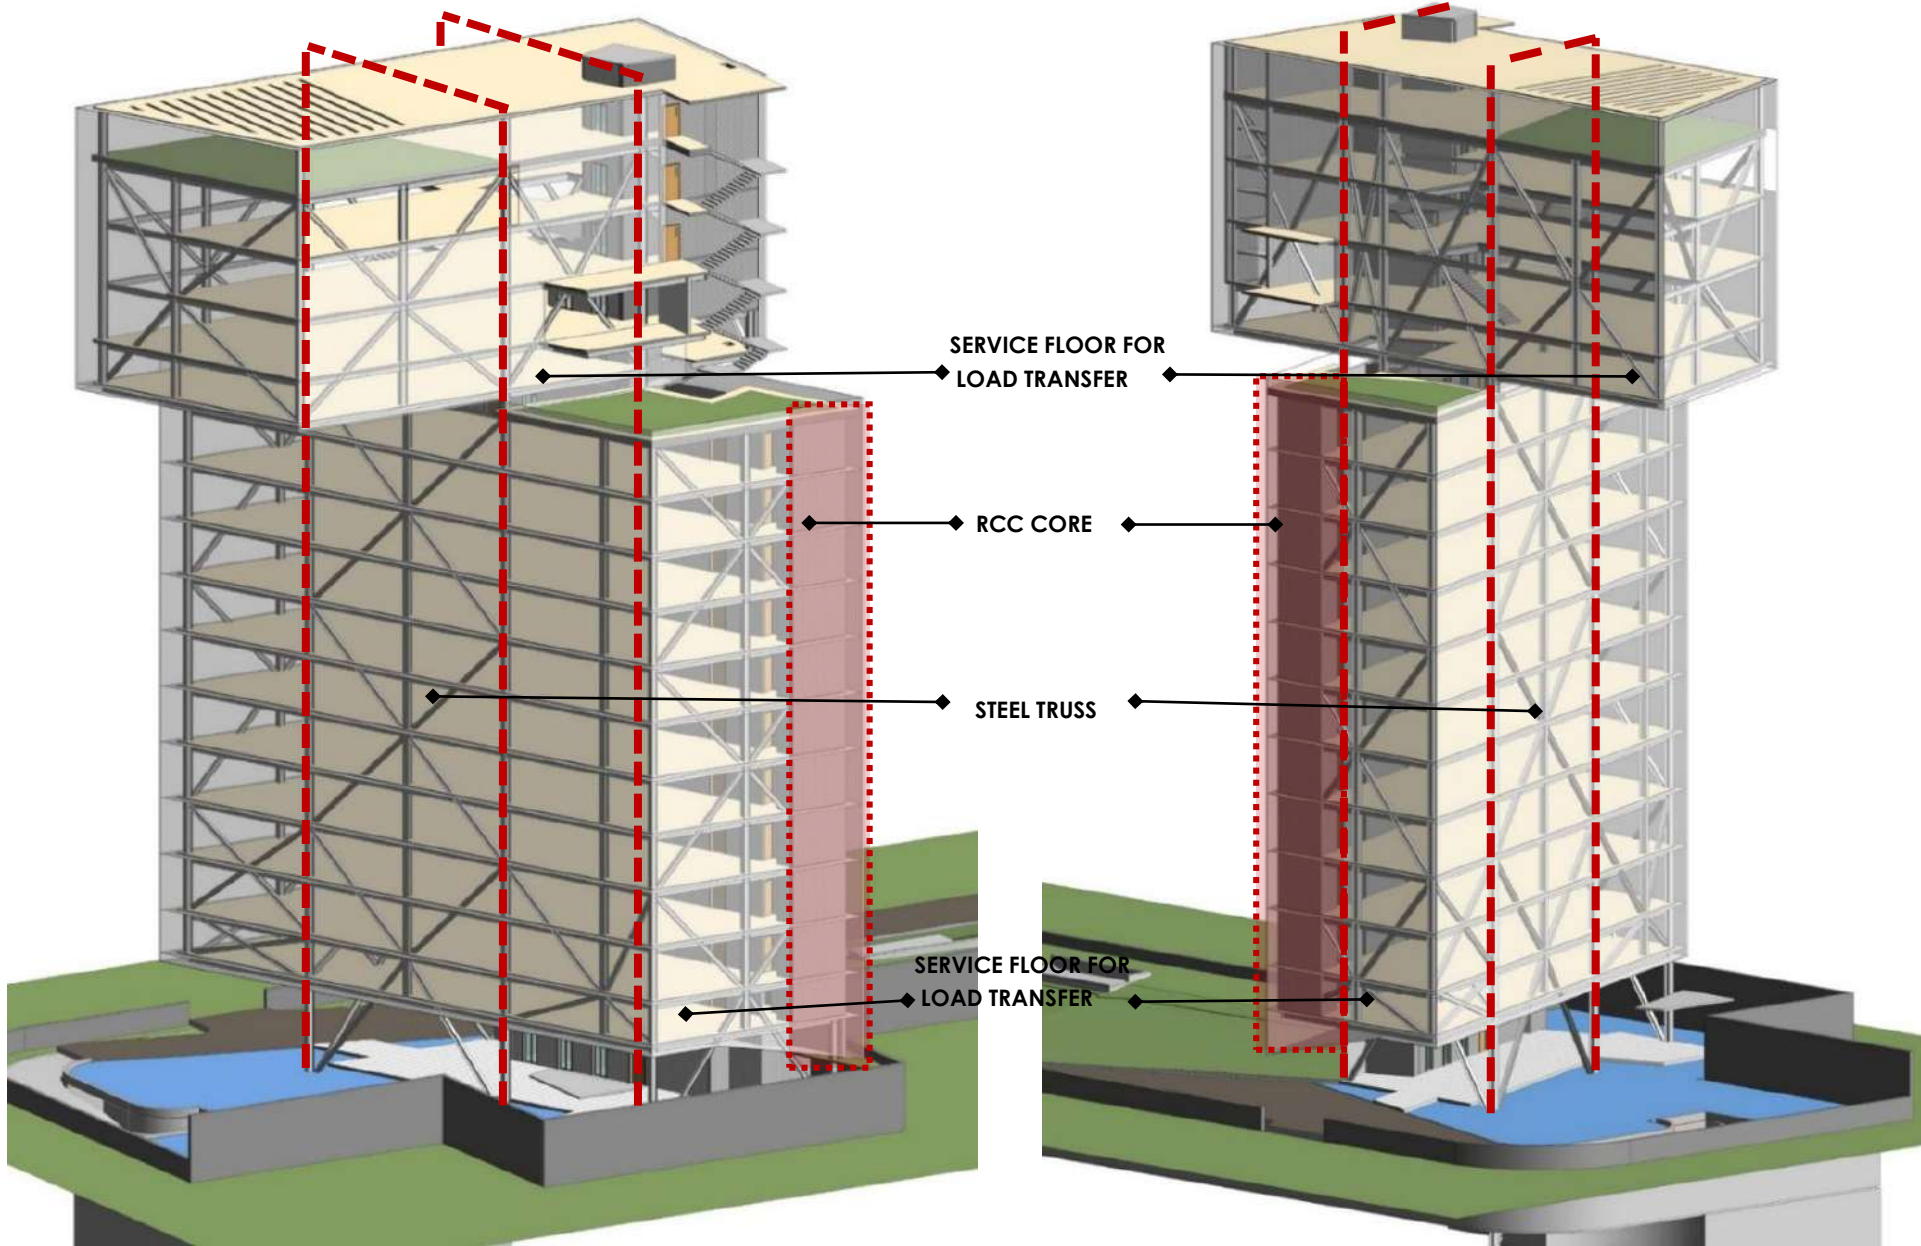 SERVICE FLOOR FOR
LOAD TRANSFER
RCC CORE
STEEL TRUSS
SERVICE FLOOR FOR
LOAD TRANSFER